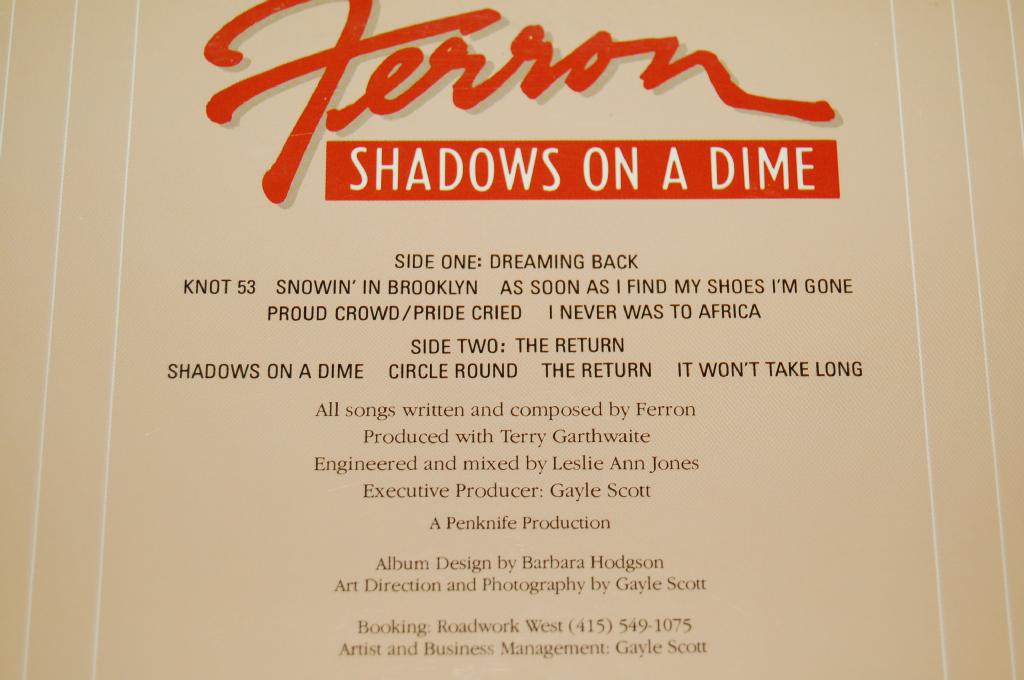 Ferron
SHADOWS ON A DIME
SIDE ONE: DREAMING BACK
KNOT 53 SNOWIN' IN BROOKLYN AS SOON AS I FIND MY SHOES I'M GONE
PROUD CROWD/PRIDE CRIED I NEVER WAS TO AFRICA
SIDE TWO: THE RETURN
SHADOWS ON A DIME CIRCLE ROUND THE RETURN IT WON'T TAKE LONG
All songs written and composed by Ferron
Produced with Terry Garthwaite
Engineered and mixed by Leslie Ann Jones
Executive Producer: Gayle Scott
A Penknife Production
Album Design by Barbara Hodgson
Art Direction and Photography by Gayle Scott
Booking: Roadwork West (415) 549-1075
Artist and Business Management: Gayle Scott